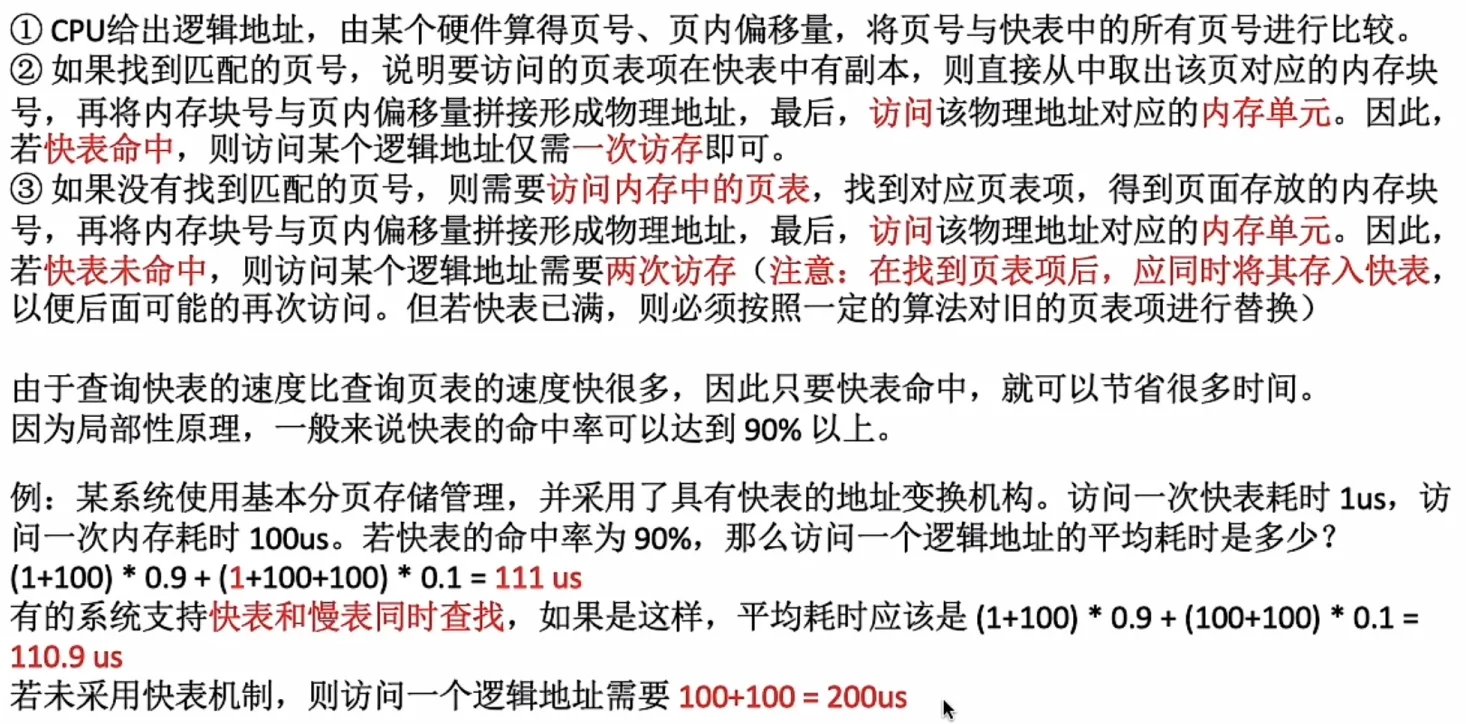 ① CPU给出逻辑地址，由某个硬件算得页号、页内偏移量，将页号与快表中的所有页号进行比较。
② 如果找到匹配的页号，说明要访问的页表项在快表中有副本，则直接从中取出该页对应的内存块
号，再将内存块号与页内偏移量拼接形成物理地址，最后，访问该物理地址对应的内存单元。因此，
若快表命中，则访问某个逻辑地址仅需一次访存即可。
③ 如果没有找到匹配的页号，则需要访问内存中的页表，找到对应页表项，得到页面存放的内存块
号，再将内存块号与页内偏移量拼接形成物理地址，最后，访问该物理地址对应的内存单元。因此，
若快表未命中，则访问某个逻辑地址需要两次访存（注意：在找到页表项后，应同时将其存入快表，
以便后面可能的再次访问。但若快表已满，则必须按照一定的算法对旧的页表项进行替换）
由于查询快表的速度比查询页表的速度快很多，因此只要快表命中，就可以节省很多时间。
因为局部性原理，一般来说快表的命中率可以达到 90% 以上。
例：某系统使用基本分页存储管理，并采用了具有快表的地址变换机构。访问一次快表耗时 1us，访
问一次内存耗时 100us。若快表的命中率为 90%，那么访问一个逻辑地址的平均耗时是多少？
(1+100) * 0.9 + (1+100+100) * 0.1 = 111 us
有的系统支持快表和慢表同时查找，如果是这样，平均耗时应该是 (1+100) * 0.9 + (100+100) * 0.1 =
110.9 us
若未采用快表机制，则访问一个逻辑地址需要 100+100 = 200us